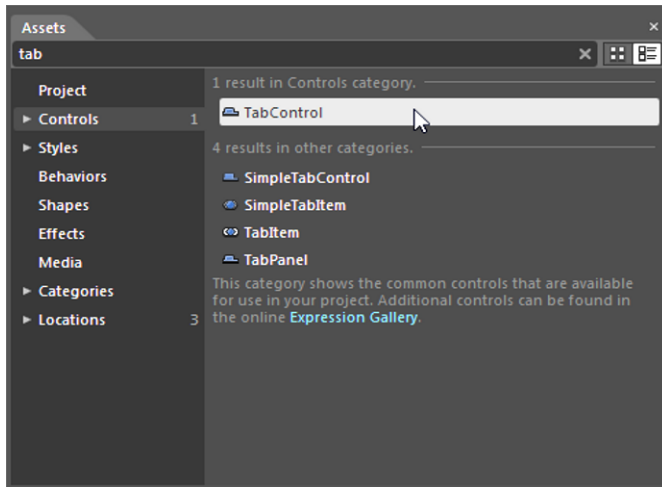 Assets
tab
Project
Controls 1
Styles
Behaviors
Shapes
Effects
Media
Categories
Locations 3
1 result in Controls category.
TabControl
4 results in other categories.
SimpleTabControl
SimpleTabItem
TabItem
TabPanel
This category shows the common controls that are available
for use in your project. Additional controls can be found in
the online Expression Gallery.